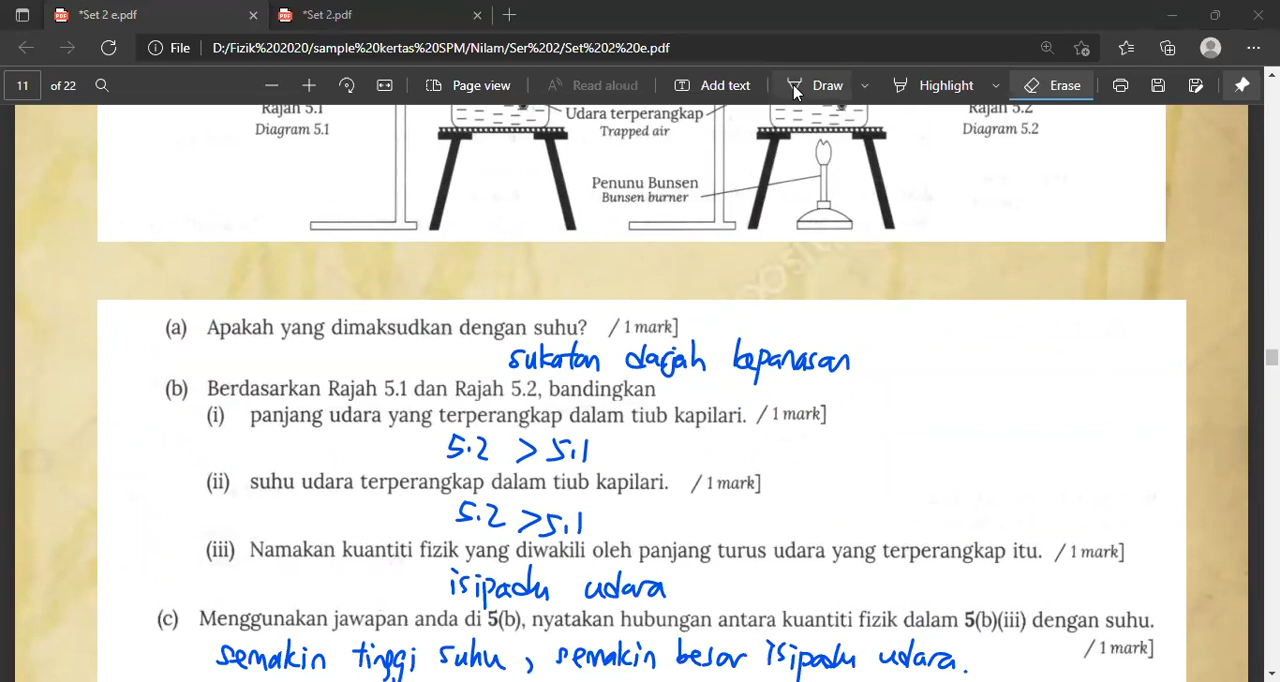 *Set 2 e.pdf
*Set 2.pdf
File D:/Fizik%202020/sample%20kertas%20SPM/Nilam/Ser%202/Set%202%20e.pdf
11 of 22 Page view Read aloud Add text Draw Highlight Erase
Rajah 5.1
Diagram 5.1
Udara terperangkap
Trapped air
Rajah 5.2
Diagram 5.2
Penunu Bunsen
Bunsen burner
(a) Apakah yang dimaksudkan dengan suhu? / 1 mark]
sukatan darjah kepanasan
(b) Berdasarkan Rajah 5.1 dan Rajah 5.2, bandingkan
(i) panjang udara yang terperangkap dalam tiub kapilari. / 1 mark]
5.2 > 5.1
(ii) suhu udara terperangkap dalam tiub kapilari. / 1 mark]
5.2 > 5.1
(iii) Namakan kuantiti fizik yang diwakili oleh panjang turus udara yang terperangkap itu. / 1 mark]
isipadu udara
(c) Menggunakan jawapan anda di 5(b), nyatakan hubungan antara kuantiti fizik dalam 5(b)(iii) dengan suhu.
/ 1 mark]
semakin tinggi suhu, semakin besar isipadu udara.